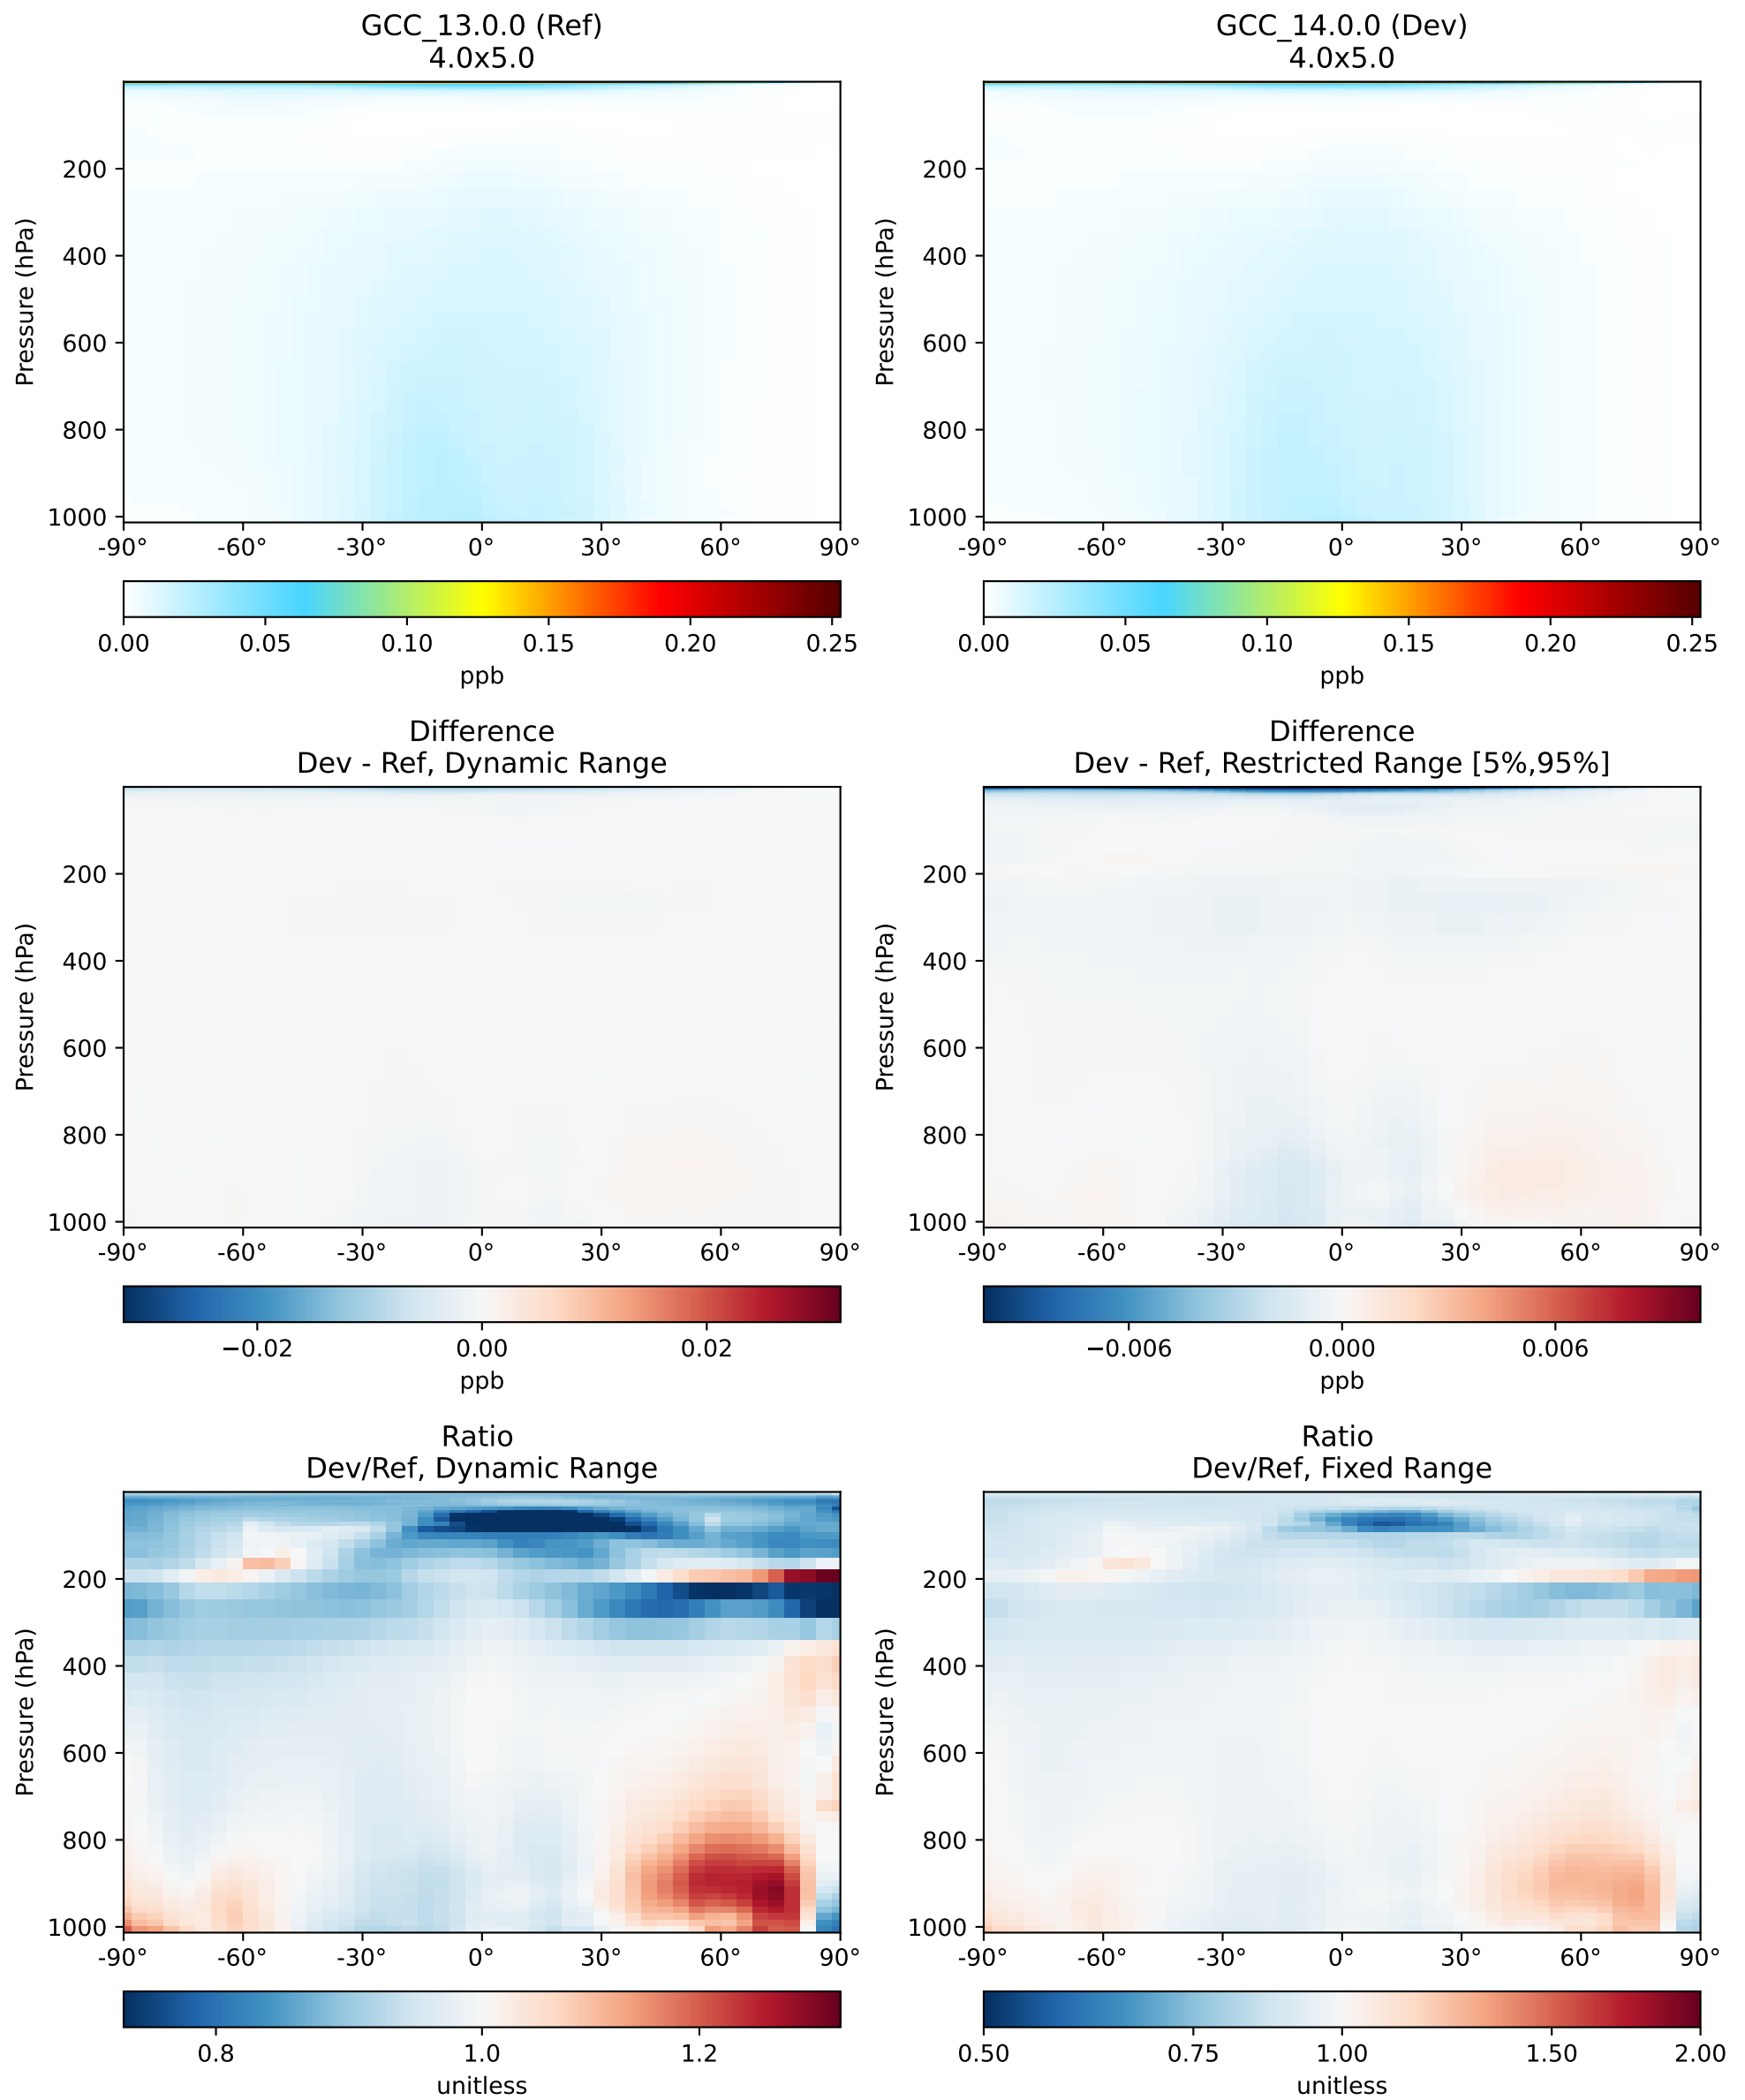 GCC_13.0.0 (Ref)
4.0x5.0
Pressure (hPa)
200
400
600
800
1000
-90° -60° -30° 0° 30° 60° 90°
0.00 0.05 0.10 0.15 0.20 0.25
ppb
GCC_14.0.0 (Dev)
4.0x5.0
Pressure (hPa)
200
400
600
800
1000
-90° -60° -30° 0° 30° 60° 90°
0.00 0.05 0.10 0.15 0.20 0.25
ppb
Difference
Dev - Ref, Dynamic Range
Pressure (hPa)
200
400
600
800
1000
-90° -60° -30° 0° 30° 60° 90°
−0.02 0.00 0.02
ppb
Difference
Dev - Ref, Restricted Range [5%,95%]
Pressure (hPa)
200
400
600
800
1000
-90° -60° -30° 0° 30° 60° 90°
−0.006 0.000 0.006
ppb
Ratio
Dev/Ref, Dynamic Range
Pressure (hPa)
200
400
600
800
1000
-90° -60° -30° 0° 30° 60° 90°
0.8 1.0 1.2
unitless
Ratio
Dev/Ref, Fixed Range
Pressure (hPa)
200
400
600
800
1000
-90° -60° -30° 0° 30° 60° 90°
0.50 0.75 1.00 1.50 2.00
unitless